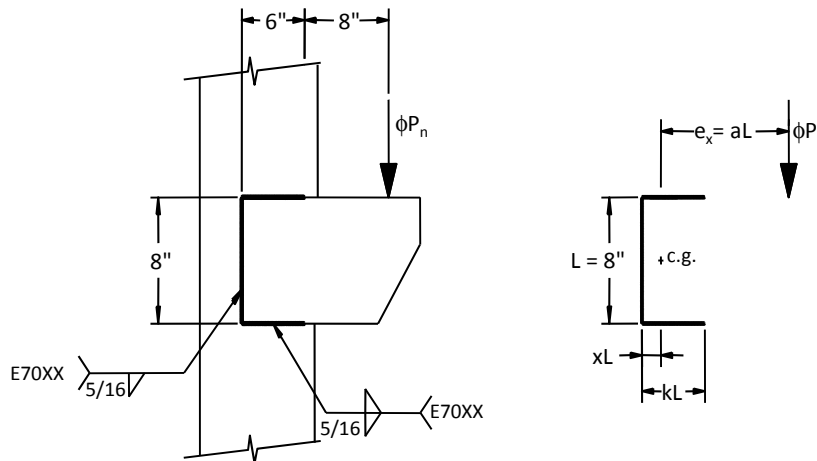 6"
8"
ϕPn
8"
E70XX
5/16
5/16
E70XX
ex= aL
ϕP
L = 8"
c.g.
xL
kL